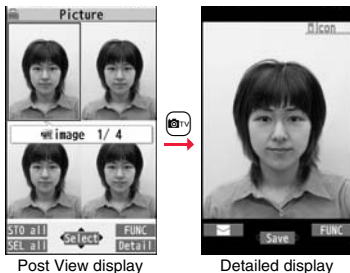 Picture
image 1/ 4
STO all
Select
FUNC
SEL all
Detail
Post View display
TV
icon
Save
FUNC
Detailed display